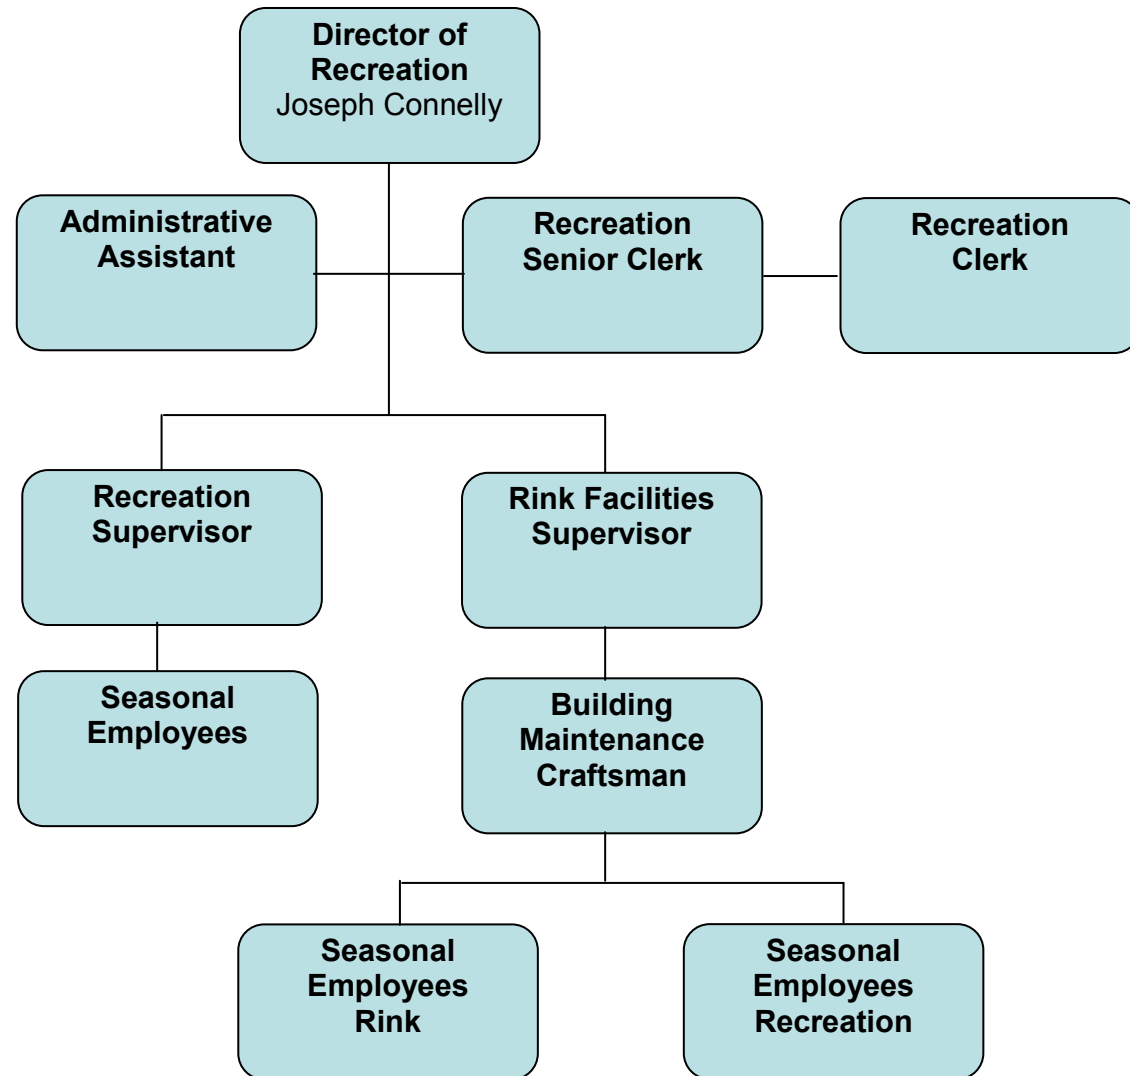 Director of
Recreation
Joseph Connelly
Administrative
Assistant
Recreation
Senior Clerk
Recreation
Clerk
Recreation
Supervisor
Rink Facilities
Supervisor
Seasonal
Employees
Building
Maintenance
Craftsman
Seasonal
Employees
Rink
Seasonal
Employees
Recreation